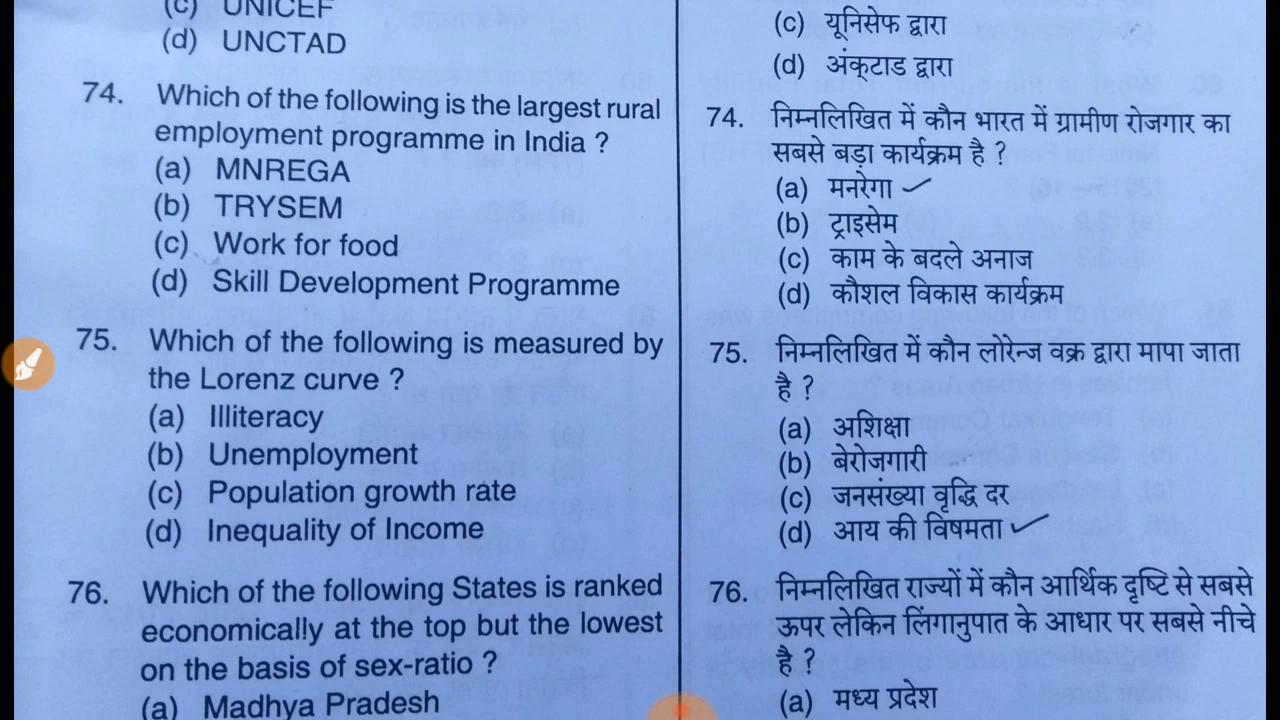 (c) UNICEF
(d) UNCTAD
74. Which of the following is the largest rural
employment programme in India ?
(a) MNREGA
(b) TRYSEM
(c) Work for food
(d) Skill Development Programme
75. Which of the following is measured by
the Lorenz curve ?
(a) Illiteracy
(b) Unemployment
(c) Population growth rate
(d) Inequality of Income
76. Which of the following States is ranked
economically at the top but the lowest
on the basis of sex-ratio ?
(a) Madhya Pradesh
(c) यूनिसेफ द्वारा
(d) अंक्टाड द्वारा
74. निम्नलिखित में कौन भारत में ग्रामीण रोजगार का
सबसे बड़ा कार्यक्रम है ?
(a) मनरेगा
(b) ट्राइसेम
(c) काम के बदले अनाज
(d) कौशल विकास कार्यक्रम
75. निम्नलिखित में कौन लोरेन्ज वक्र द्वारा मापा जाता
है ?
(a) अशिक्षा
(b) बेरोजगारी
(c) जनसंख्या वृद्धि दर
(d) आय की विषमता
76. निम्नलिखित राज्यों में कौन आर्थिक दृष्टि से सबसे
ऊपर लेकिन लिंगानुपात के आधार पर सबसे नीचे
है ?
(a) मध्य प्रदेश